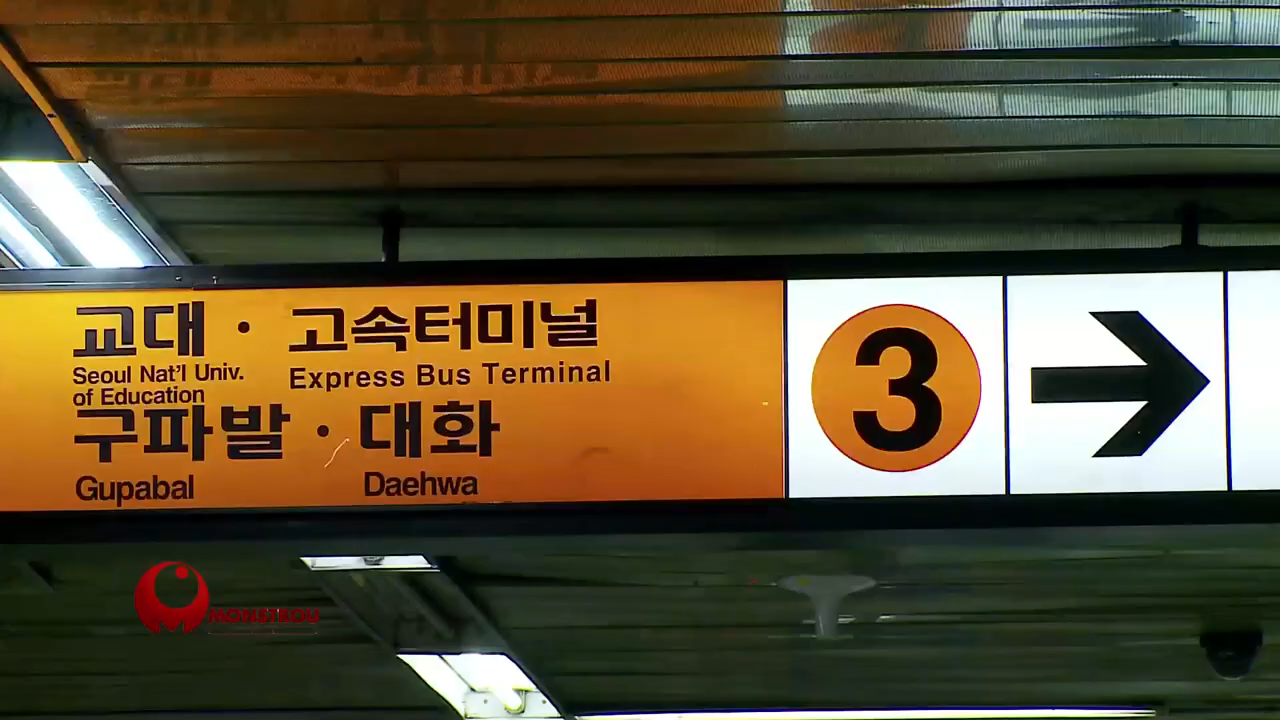 교대 · 고속터미널
Seoul Nat'l Univ. of Education
Express Bus Terminal
구파발 · 대화
Gupabal Daehwa
3
MONSTROU